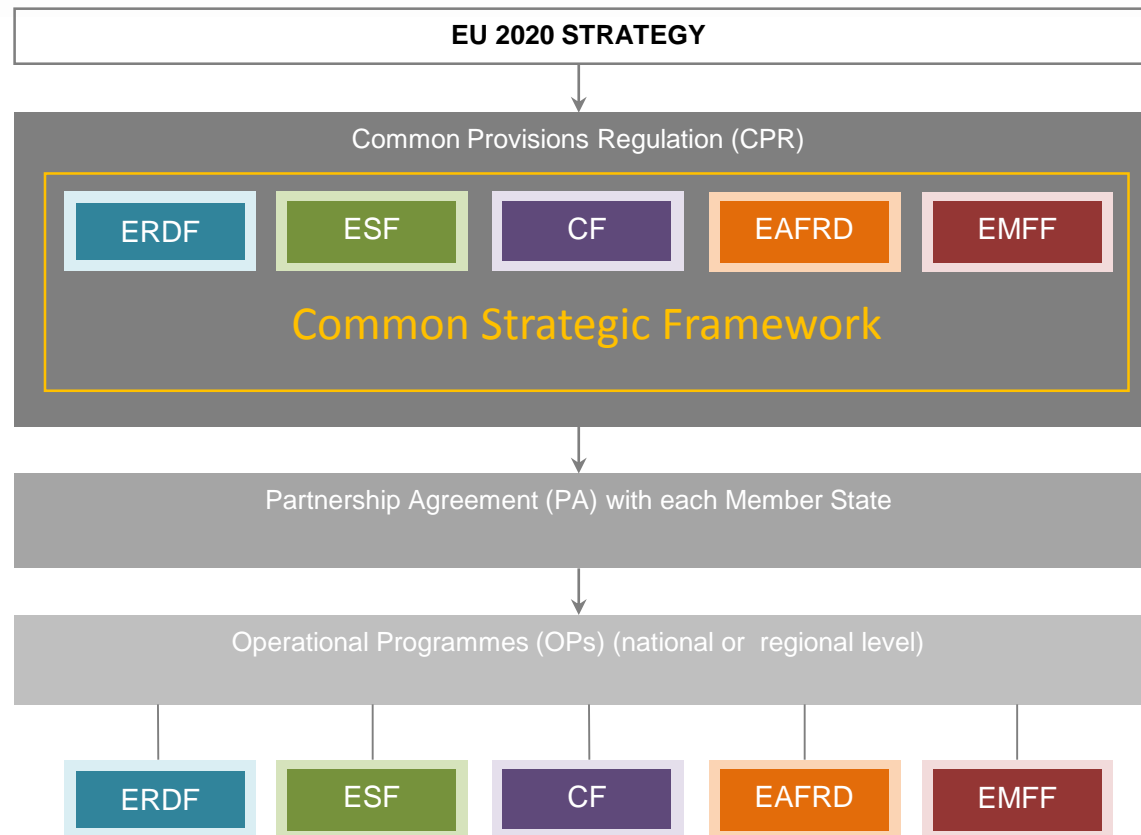 EU 2020 STRATEGY
Common Provisions Regulation (CPR)
ERDF
ESF
CF
EAFRD
EMFF
Common Strategic Framework
Partnership Agreement (PA) with each Member State
Operational Programmes (OPs) (national or  regional level)
ERDF
ESF
CF
EAFRD
EMFF